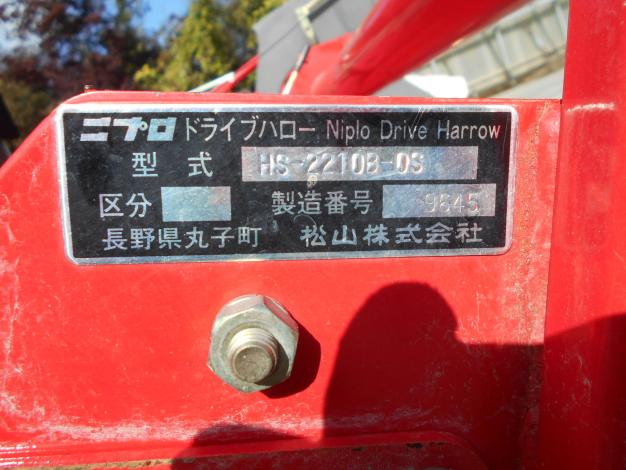 ニプロ ドライブハロー Niplo Drive Harrow
型式 HS-2210B-0S
区分 製造番号 9645
長野県丸子町 松山株式会社